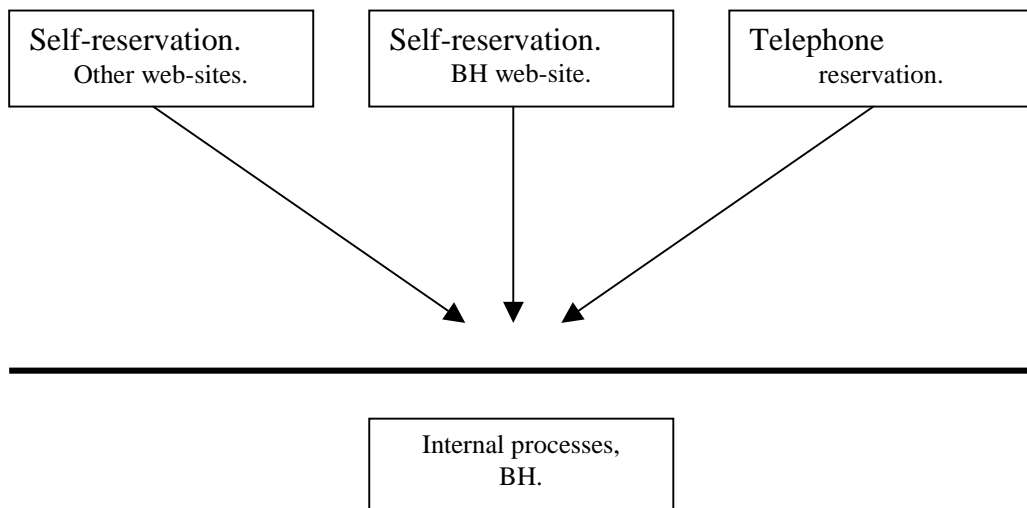 Self-reservation.
Other web-sites.
Self-reservation.
BH web-site.
Telephone
reservation.
Internal processes,
BH.